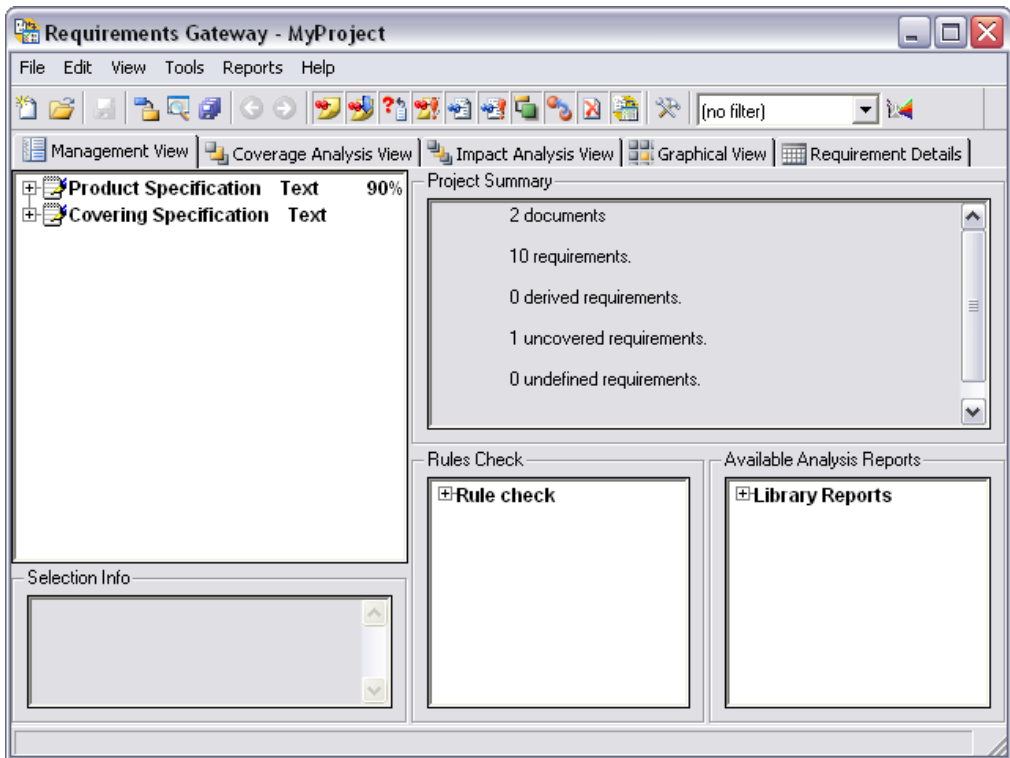 Requirements Gateway - MyProject
File Edit View Tools Reports Help
(no filter)
Management View Coverage Analysis View Impact Analysis View Graphical View Requirement Details
Product Specification Text 90%
Covering Specification Text
Project Summary
2 documents
10 requirements.
0 derived requirements.
1 uncovered requirements.
0 undefined requirements.
Selection Info
Rules Check
Rule check
Available Analysis Reports
Library Reports